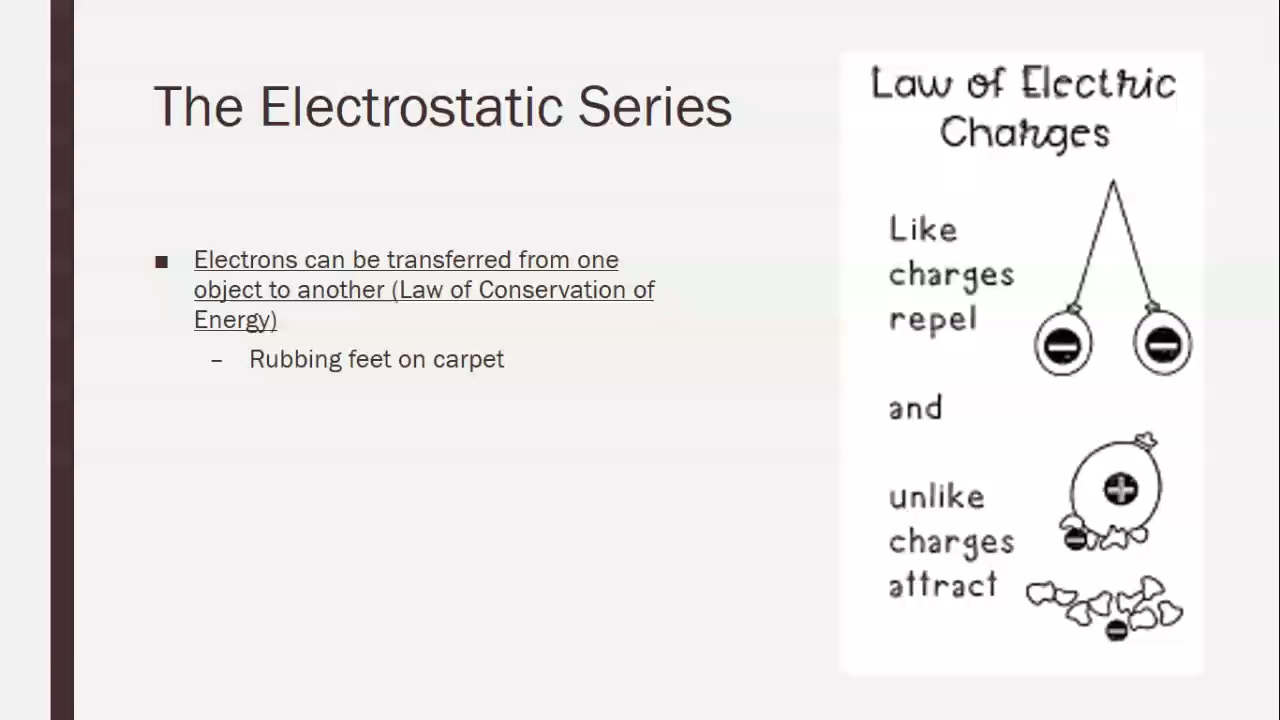 The Electrostatic Series
■ Electrons can be transferred from one
object to another (Law of Conservation of
Energy)
– Rubbing feet on carpet
Law of Electric
Charges
Like
charges
repel
and
unlike
charges
attract